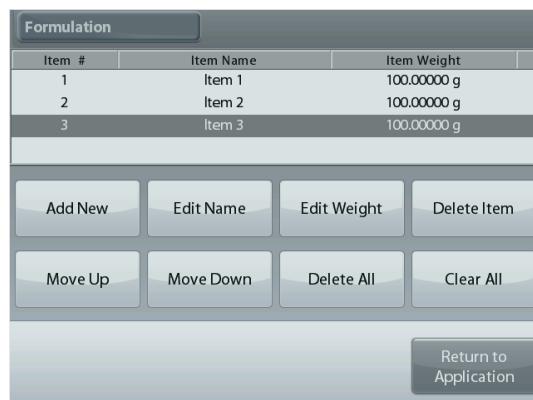 Formulation
Item # Item Name Item Weight
1 Item 1 100.00000 g
2 Item 2 100.00000 g
3 Item 3 100.00000 g
Add New Edit Name Edit Weight Delete Item
Move Up Move Down Delete All Clear All
Return to
Application